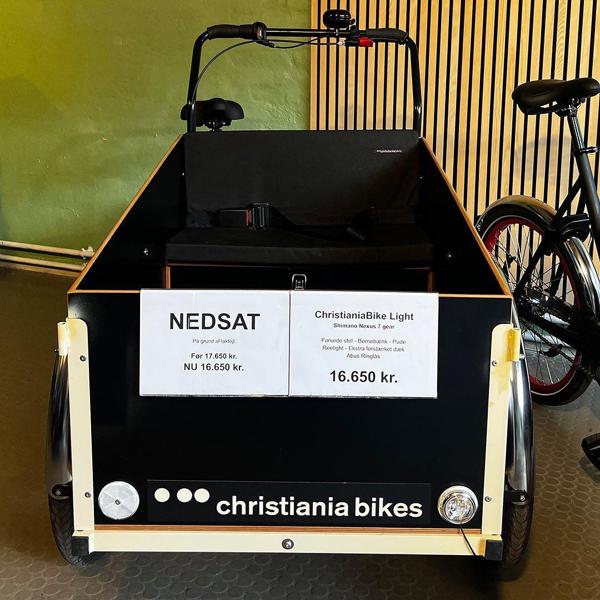 NEDSAT
På grund af lakfejl.
Før 17.650 kr.
NU 16.650 kr.
ChristianiaBike Light
Shimano Nexus 7 gear
Farvede stel - Børnebænk - Pude
Reelight - Ekstra forstærket dæk
Abus Ringlås
16.650 kr.
christiania bikes